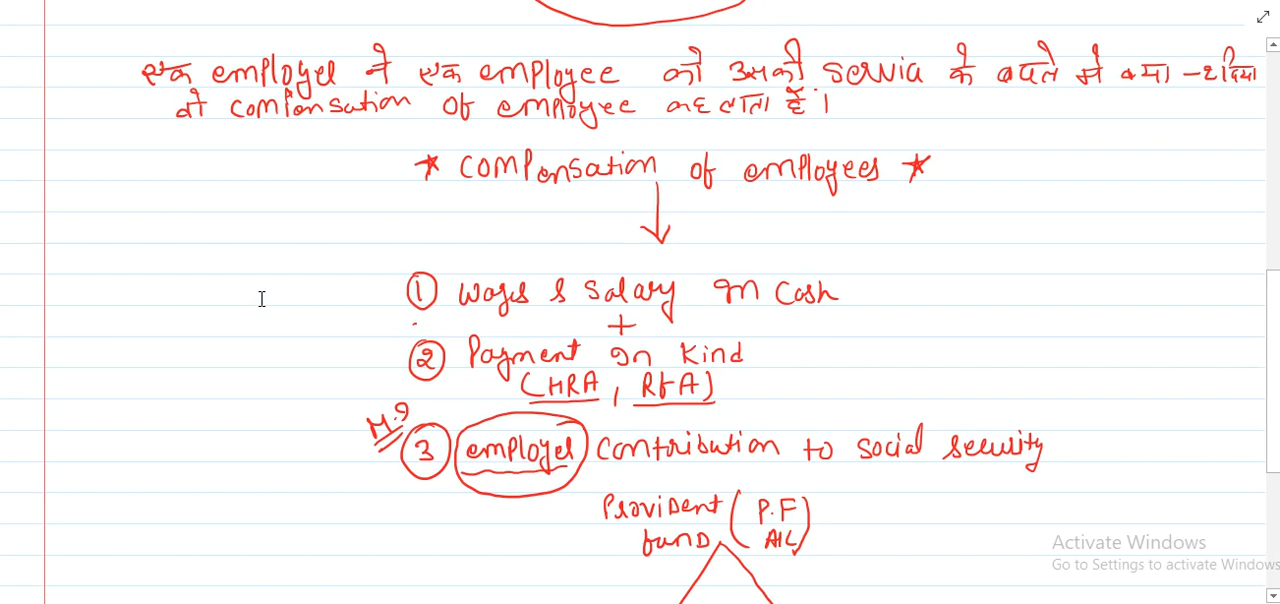 एक employer ने एक employee को उसकी service के बदले में क्या-2 दिया
वो compensation of employee कहलाता है।
* Compensation of employees *
① Wages & Salary In Cash
+
② Payment In Kind
(HRA, RFA)
③ employer Contribution to social security
Provident ( P.F
fund A/C )
Activate Windows
Go to Settings to activate Windows